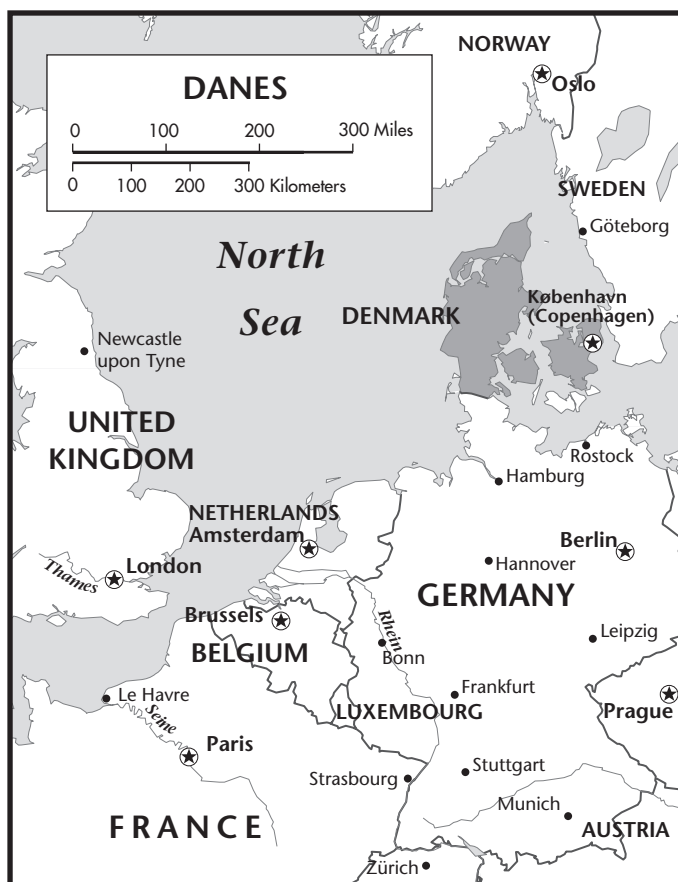 NORWAY
Oslo
DANES
0 100 200 300 Miles
0 100 200 300 Kilometers
SWEDEN
Göteborg
North
Sea
DENMARK
København
(Copenhagen)
Newcastle
upon Tyne
UNITED
KINGDOM
Rostock
Hamburg
NETHERLANDS
Amsterdam
Berlin
Hannover
London
Thames
GERMANY
Brussels
BELGIUM
Rhein
Bonn
Leipzig
Le Havre
Seine
Frankfurt
LUXEMBOURG
Prague
Paris
Strasbourg
Stuttgart
Munich
FRANCE
AUSTRIA
Zürich